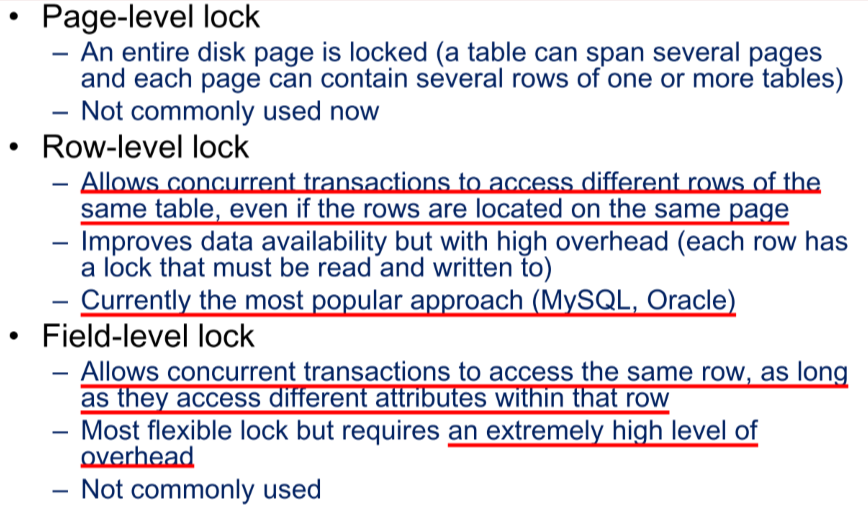 • Page-level lock
– An entire disk page is locked (a table can span several pages
and each page can contain several rows of one or more tables)
– Not commonly used now
• Row-level lock
– Allows concurrent transactions to access different rows of the
same table, even if the rows are located on the same page
– Improves data availability but with high overhead (each row has
a lock that must be read and written to)
– Currently the most popular approach (MySQL, Oracle)
• Field-level lock
– Allows concurrent transactions to access the same row, as long
as they access different attributes within that row
– Most flexible lock but requires an extremely high level of
overhead
– Not commonly used